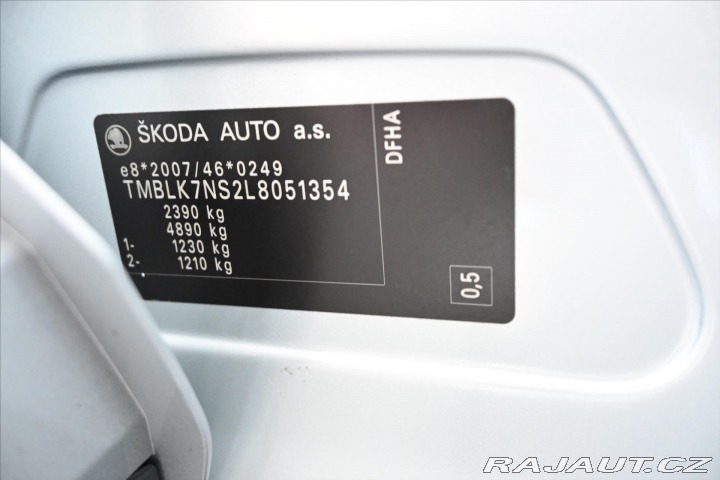 ŠKODA AUTO a.s.
e8*2007/46*0249
TMBLK7NS2L8051354
2390 kg
4890 kg
1- 1230 kg
2- 1210 kg
DFHA
0,5
RAJAUT.CZ